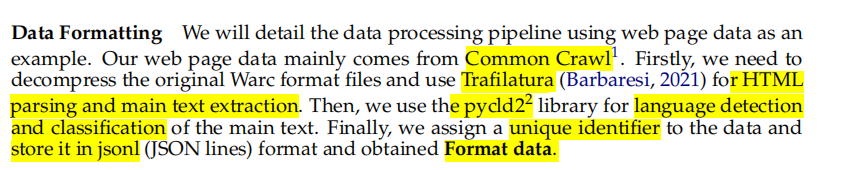 Data Formatting We will detail the data processing pipeline using web page data as an
example. Our web page data mainly comes from Common Crawl¹. Firstly, we need to
decompress the original Warc format files and use Trafilatura (Barbaresi, 2021) for HTML
parsing and main text extraction. Then, we use the pycld2² library for language detection
and classification of the main text. Finally, we assign a unique identifier to the data and
store it in jsonl (JSON lines) format and obtained Format data.